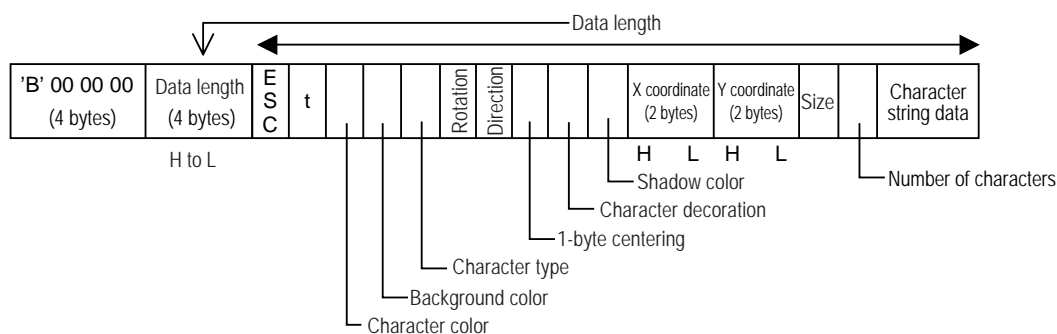 Data length
'B' 00 00 00
(4 bytes)
Data length
(4 bytes)
ESC
t
Rotation
Direction
X coordinate
(2 bytes)
Y coordinate
(2 bytes)
Size
Character
string data
H to L
H L H L
Number of characters
Shadow color
Character decoration
1-byte centering
Character type
Background color
Character color